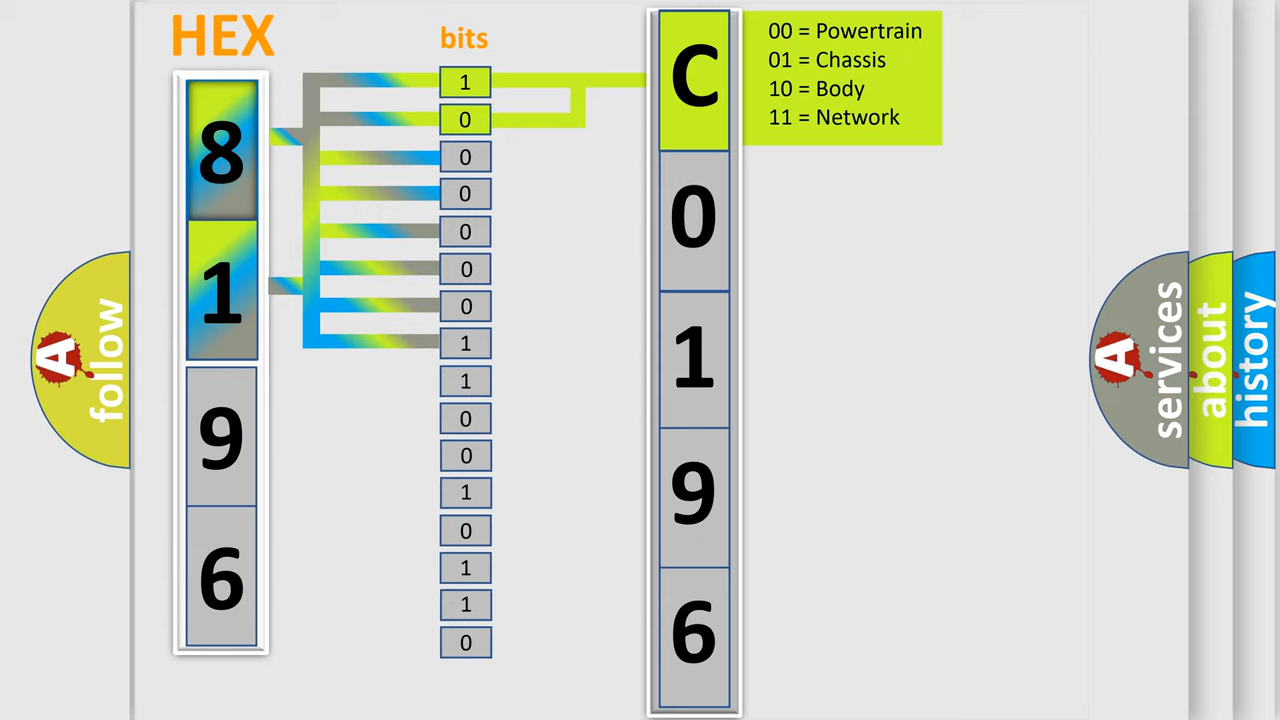 HEX
bits
8
1
9
6
1
0
0
0
0
0
0
1
1
0
0
1
0
1
1
0
C
0
1
9
6
00 = Powertrain
01 = Chassis
10 = Body
11 = Network
A
follow
A
services
about
history